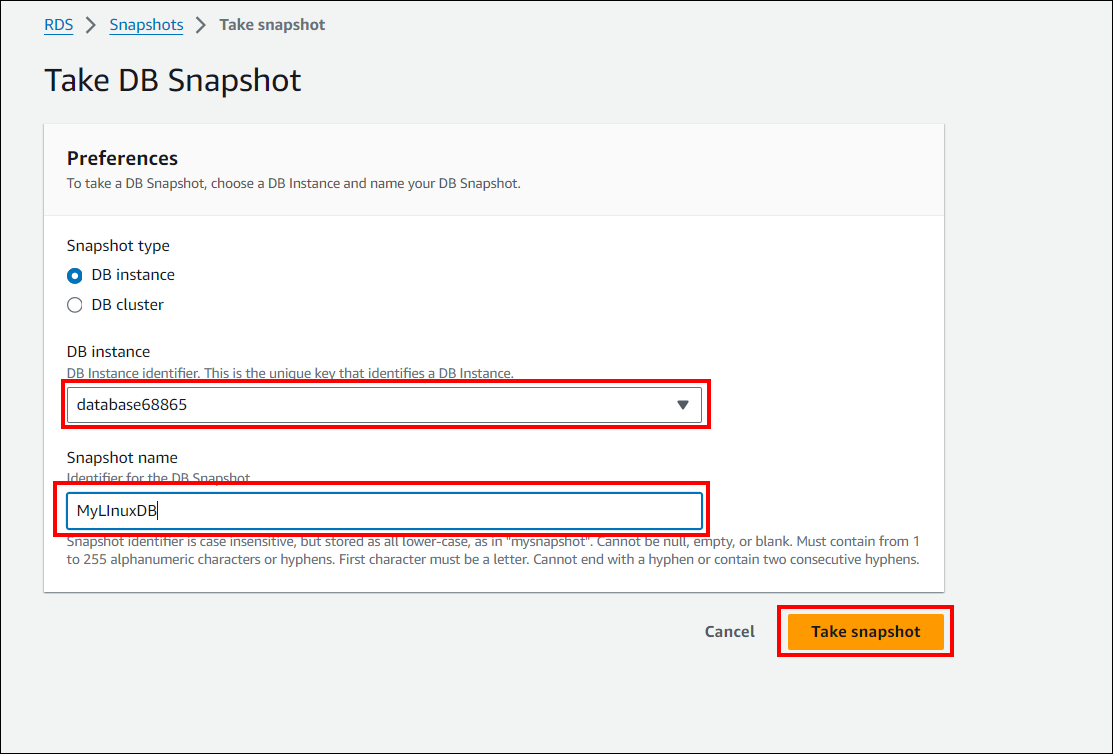 RDS > Snapshots > Take snapshot
Take DB Snapshot
Preferences
To take a DB Snapshot, choose a DB Instance and name your DB Snapshot.
Snapshot type
DB instance
DB cluster
DB instance
DB Instance identifier. This is the unique key that identifies a DB Instance.
database68865
Snapshot name
Identifier for the DB Snapshot.
MyLInuxDB
Snapshot identifier is case insensitive, but stored as all lower-case, as in "mysnapshot". Cannot be null, empty, or blank. Must contain from 1
to 255 alphanumeric characters or hyphens. First character must be a letter. Cannot end with a hyphen or contain two consecutive hyphens.
Cancel Take snapshot